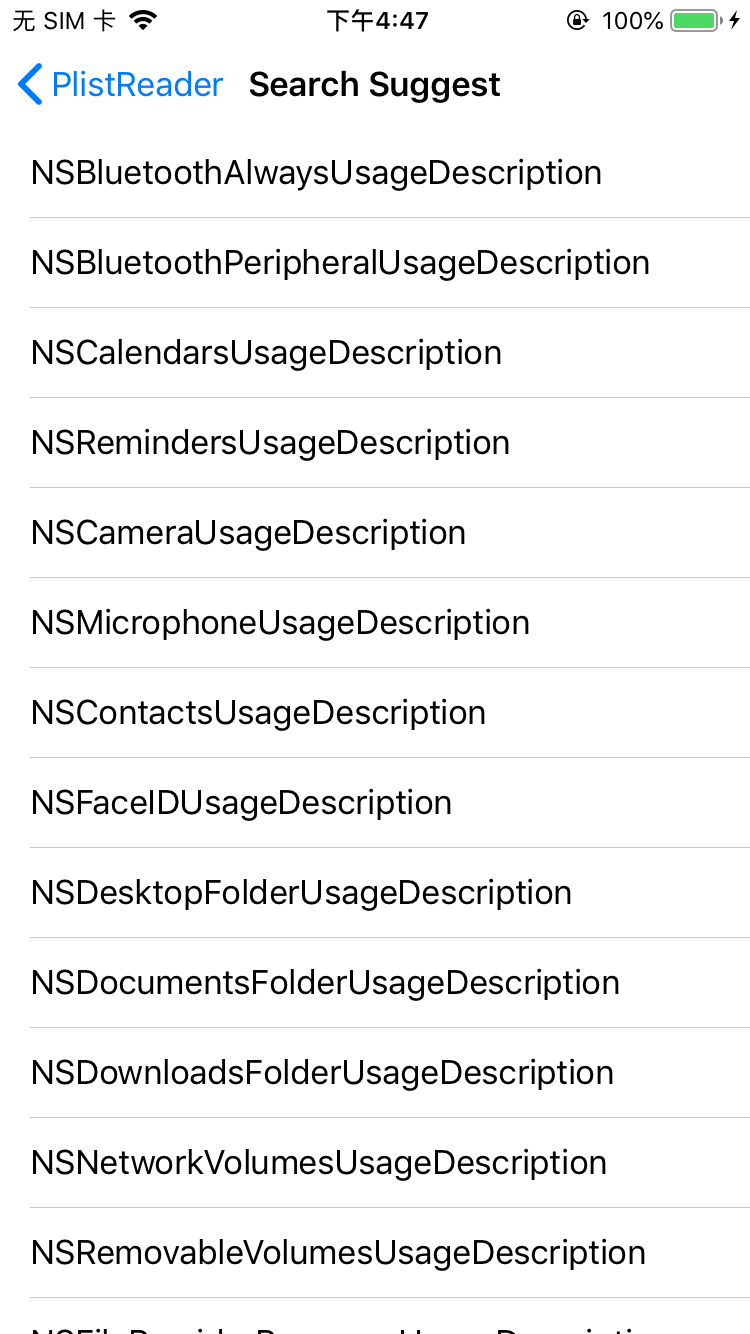 无 SIM 卡 下午4:47 100%
PlistReader Search Suggest
NSBluetoothAlwaysUsageDescription
NSBluetoothPeripheralUsageDescription
NSCalendarsUsageDescription
NSRemindersUsageDescription
NSCameraUsageDescription
NSMicrophoneUsageDescription
NSContactsUsageDescription
NSFaceIDUsageDescription
NSDesktopFolderUsageDescription
NSDocumentsFolderUsageDescription
NSDownloadsFolderUsageDescription
NSNetworkVolumesUsageDescription
NSRemovableVolumesUsageDescription